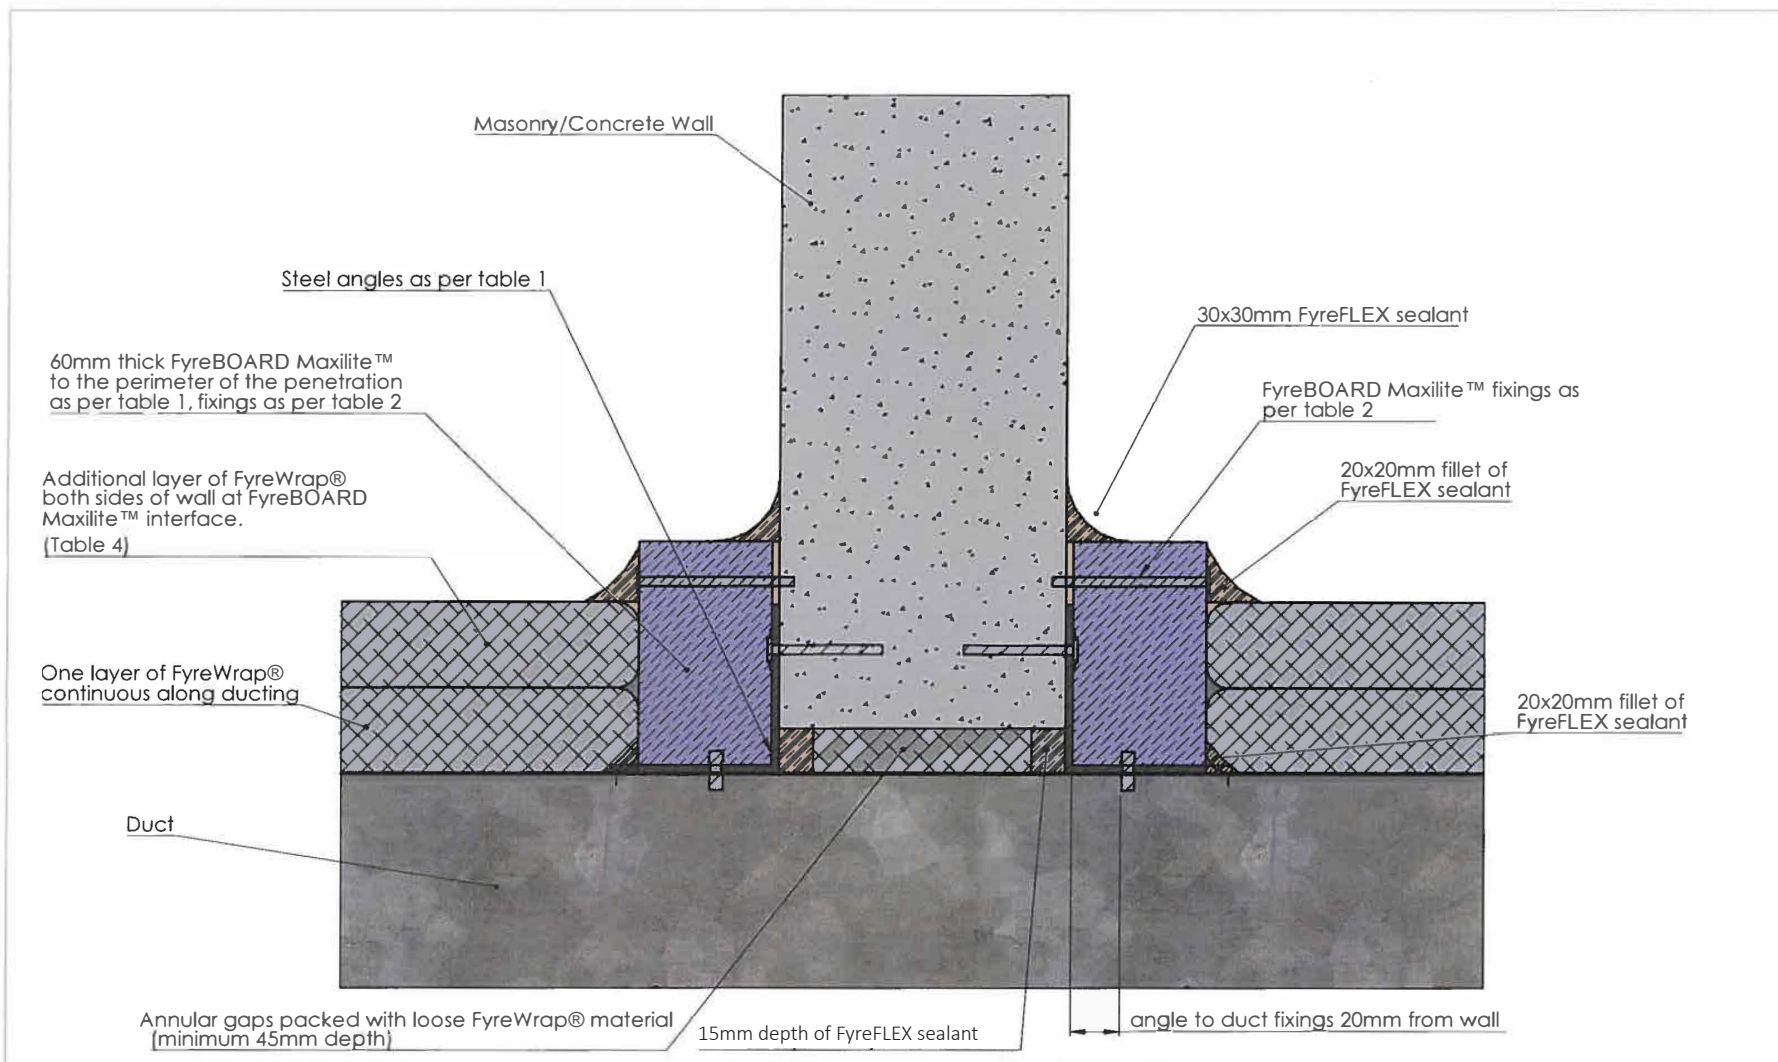 Masonry/Concrete Wall
Steel angles as per table 1
30x30mm FyreFLEX sealant
60mm thick FyreBOARD Maxilite™
to the perimeter of the penetration
as per table 1, fixings as per table 2
FyreBOARD Maxilite™ fixings as
per table 2
Additional layer of FyreWrap®
both sides of wall at FyreBOARD
Maxilite™ interface.
(Table 4)
20x20mm fillet of
FyreFLEX sealant
One layer of FyreWrap®
continuous along ducting
20x20mm fillet of
FyreFLEX sealant
Duct
Annular gaps packed with loose FyreWrap® material
(minimum 45mm depth)
15mm depth of FyreFLEX sealant
angle to duct fixings 20mm from wall